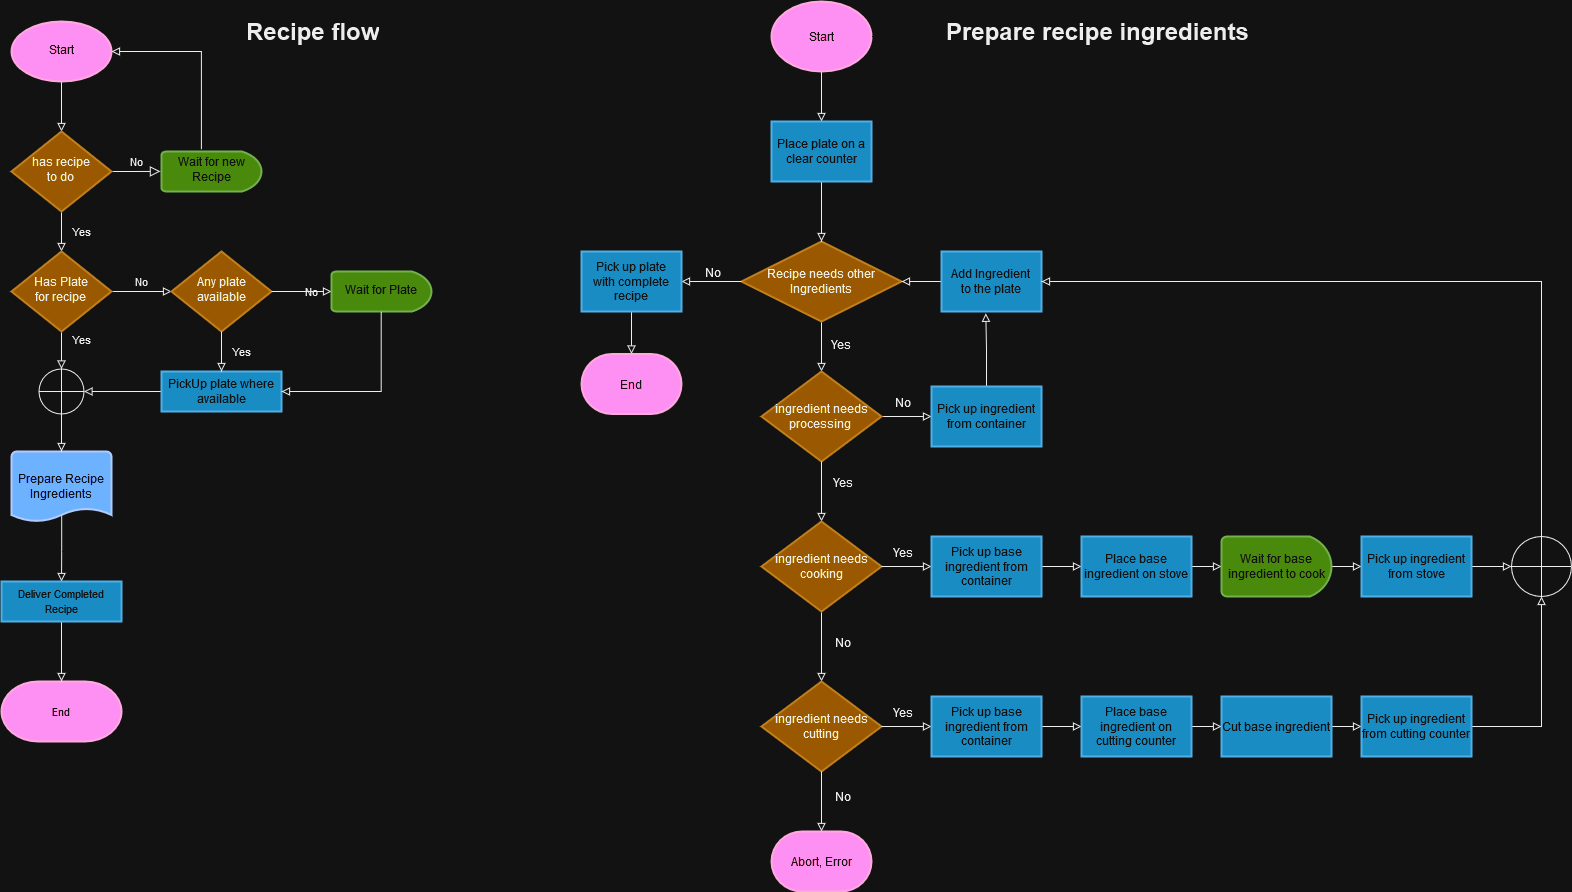 Recipe flow
Start
has recipe
to do
No
Wait for new
Recipe
Yes
Has Plate
for recipe
No
Any plate
available
No
Wait for Plate
Yes
Yes
PickUp plate where
available
Prepare Recipe
Ingredients
Deliver Completed
Recipe
End
Prepare recipe ingredients
Start
Place plate on a
clear counter
Recipe needs other
Ingredients
No
Pick up plate
with complete
recipe
End
Add Ingredient
to the plate
Yes
ingredient needs
processing
No
Pick up ingredient
from container
Yes
ingredient needs
cooking
Yes
Pick up base
ingredient from
container
Place base
ingredient on stove
Wait for base
ingredient to cook
Pick up ingredient
from stove
No
ingredient needs
cutting
Yes
Pick up base
ingredient from
container
Place base
ingredient on
cutting counter
Cut base ingredient
Pick up ingredient
from cutting counter
No
Abort, Error